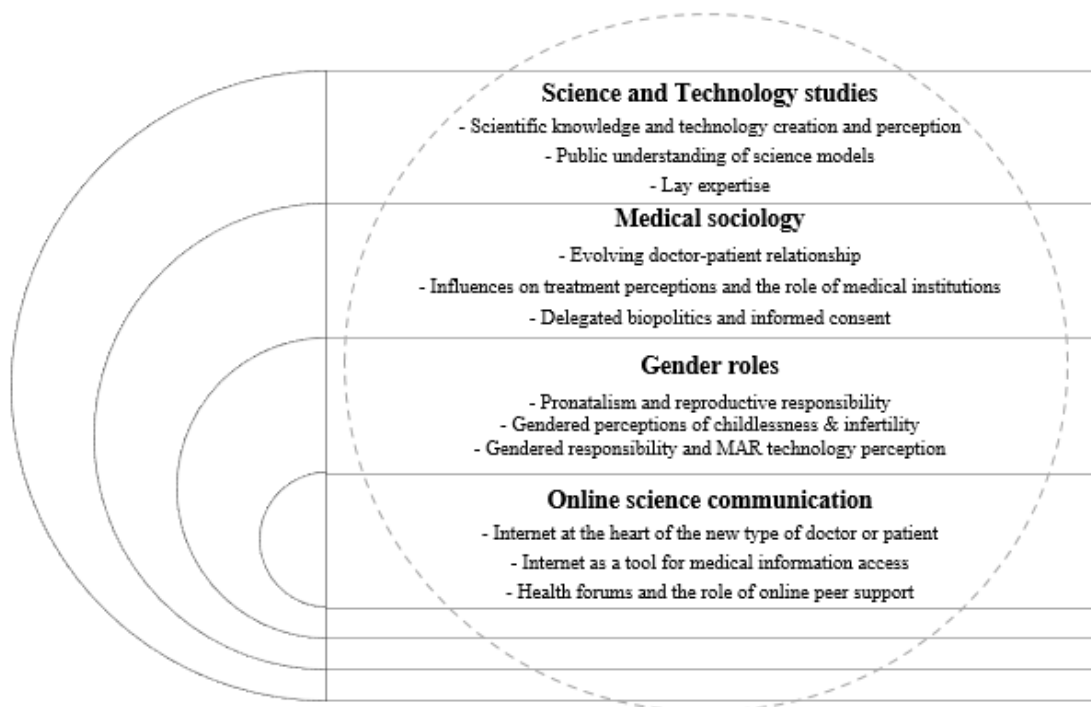 Science and Technology studies
- Scientific knowledge and technology creation and perception
- Public understanding of science models
- Lay expertise
Medical sociology
- Evolving doctor-patient relationship
- Influences on treatment perceptions and the role of medical institutions
- Delegated biopolitics and informed consent
Gender roles
- Pronatalism and reproductive responsibility
- Gendered perceptions of childlessness & infertility
- Gendered responsibility and MAR technology perception
Online science communication
- Internet at the heart of the new type of doctor or patient
- Internet as a tool for medical information access
- Health forums and the role of online peer support